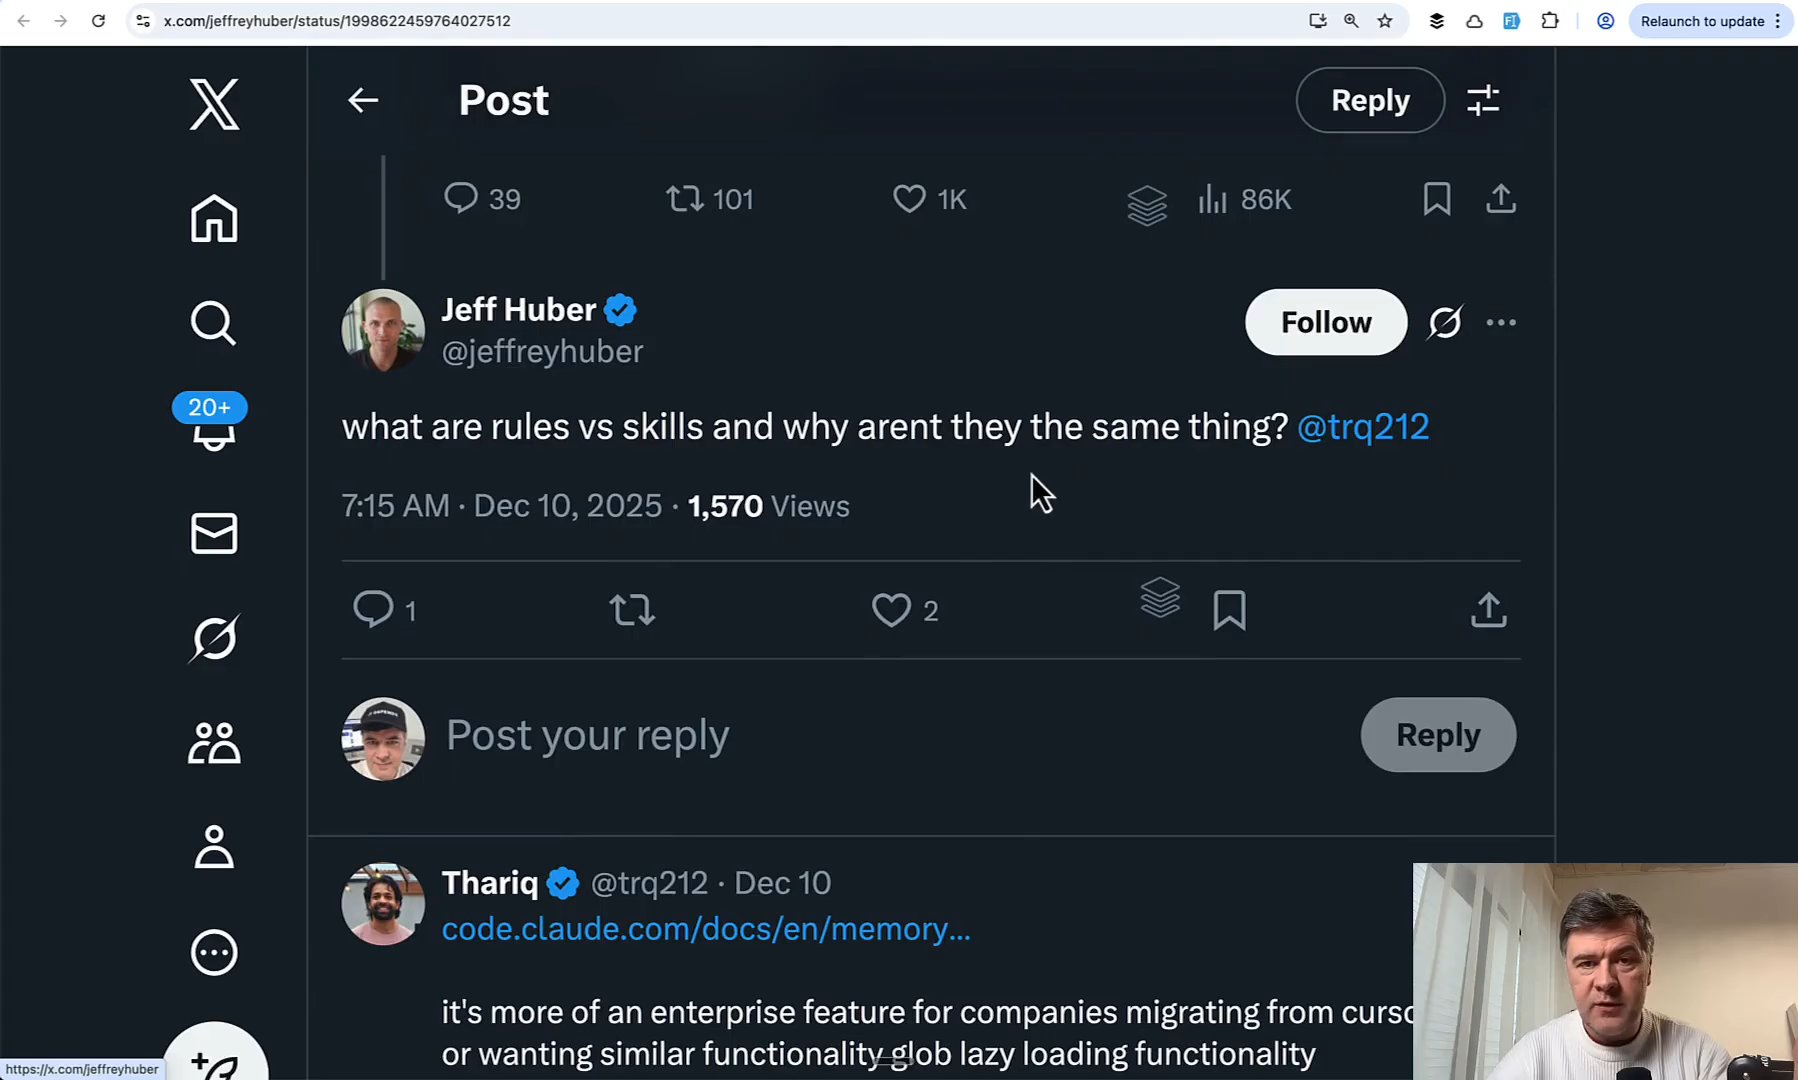 x.com/jeffreyhuber/status/1998622459764027512
Relaunch to update
Post
Reply
39
101
1K
86K
Jeff Huber
@jeffreyhuber
Follow
20+
what are rules vs skills and why arent they the same thing? @trq212
7:15 AM · Dec 10, 2025 · 1,570 Views
1
2
Post your reply
Reply
Thariq @trq212 · Dec 10
code.claude.com/docs/en/memory...
it's more of an enterprise feature for companies migrating from curso
or wanting similar functionality glob lazy loading functionality
https://x.com/jeffreyhuber